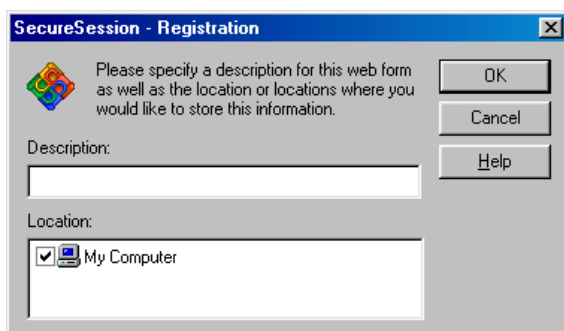 SecureSession - Registration
Please specify a description for this web form
as well as the location or locations where you
would like to store this information.
OK
Cancel
Help
Description:
Location:
My Computer